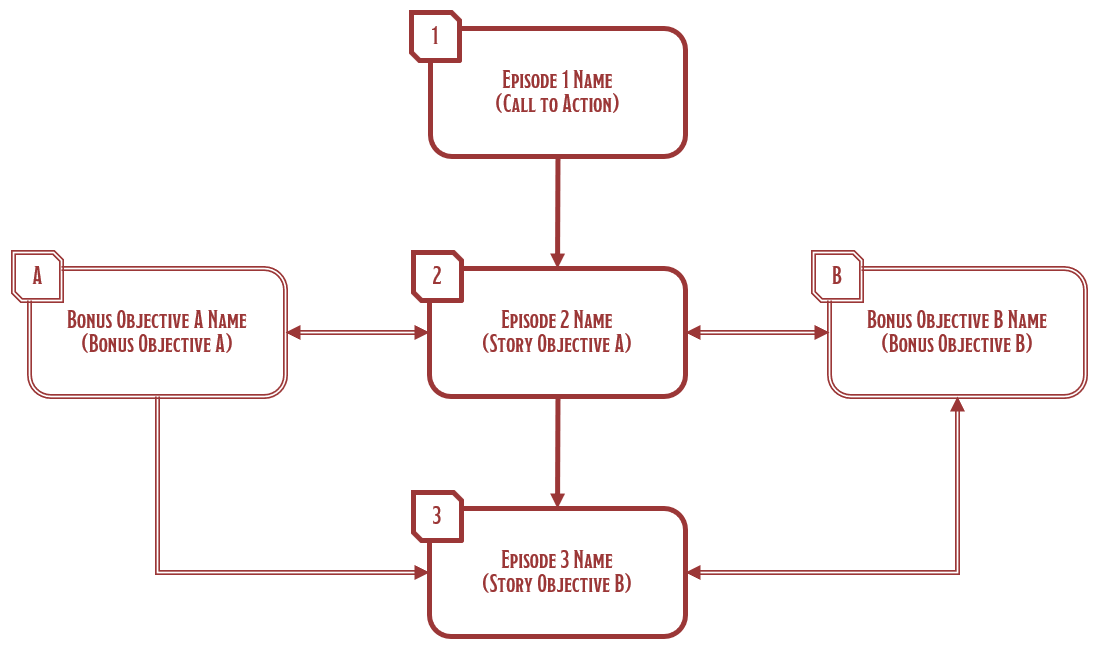 1
Episode 1 Name
(Call to Action)
A
Bonus Objective A Name
(Bonus Objective A)
2
Episode 2 Name
(Story Objective A)
B
Bonus Objective B Name
(Bonus Objective B)
3
Episode 3 Name
(Story Objective B)